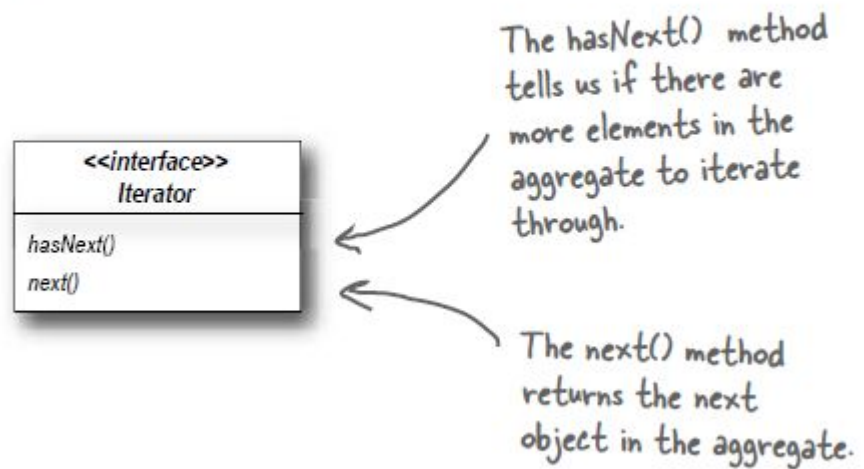 The hasNext() method
tells us if there are
more elements in the
aggregate to iterate
through.
<<interface>>
Iterator
hasNext()
next()
The next() method
returns the next
object in the aggregate.